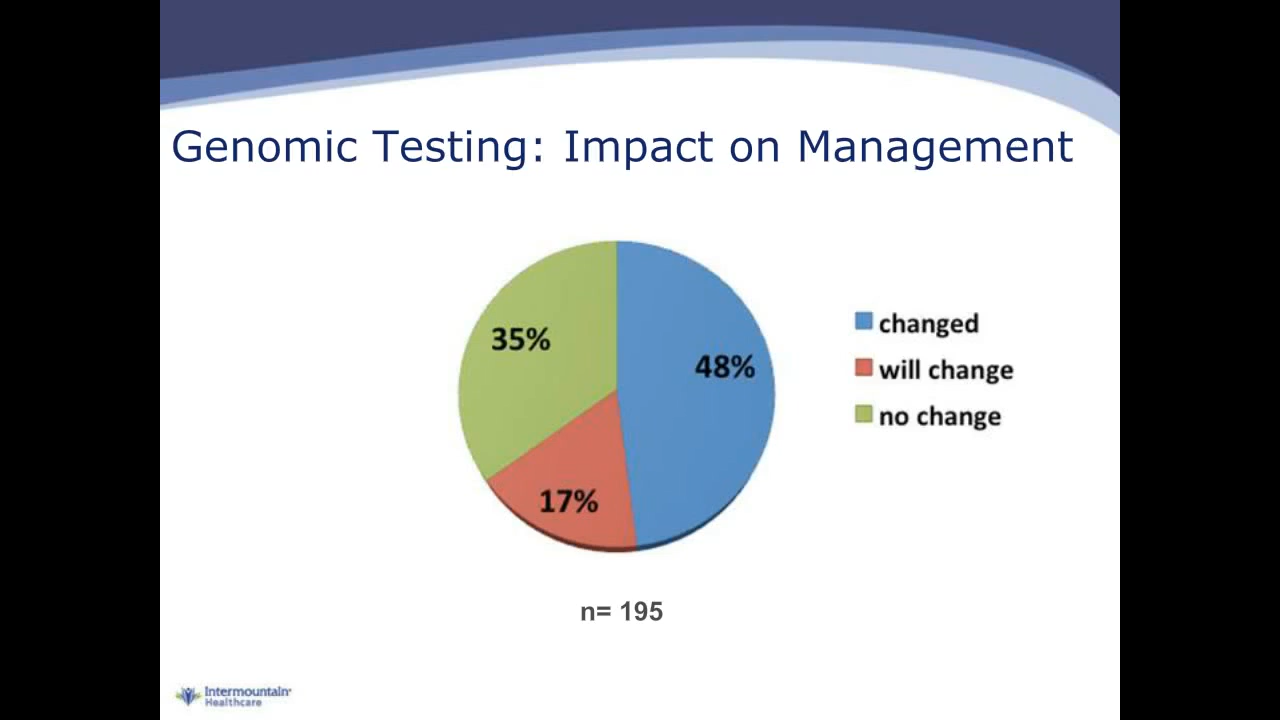 Genomic Testing: Impact on Management
35%
48%
17%
changed
will change
no change
n= 195
Intermountain
Healthcare